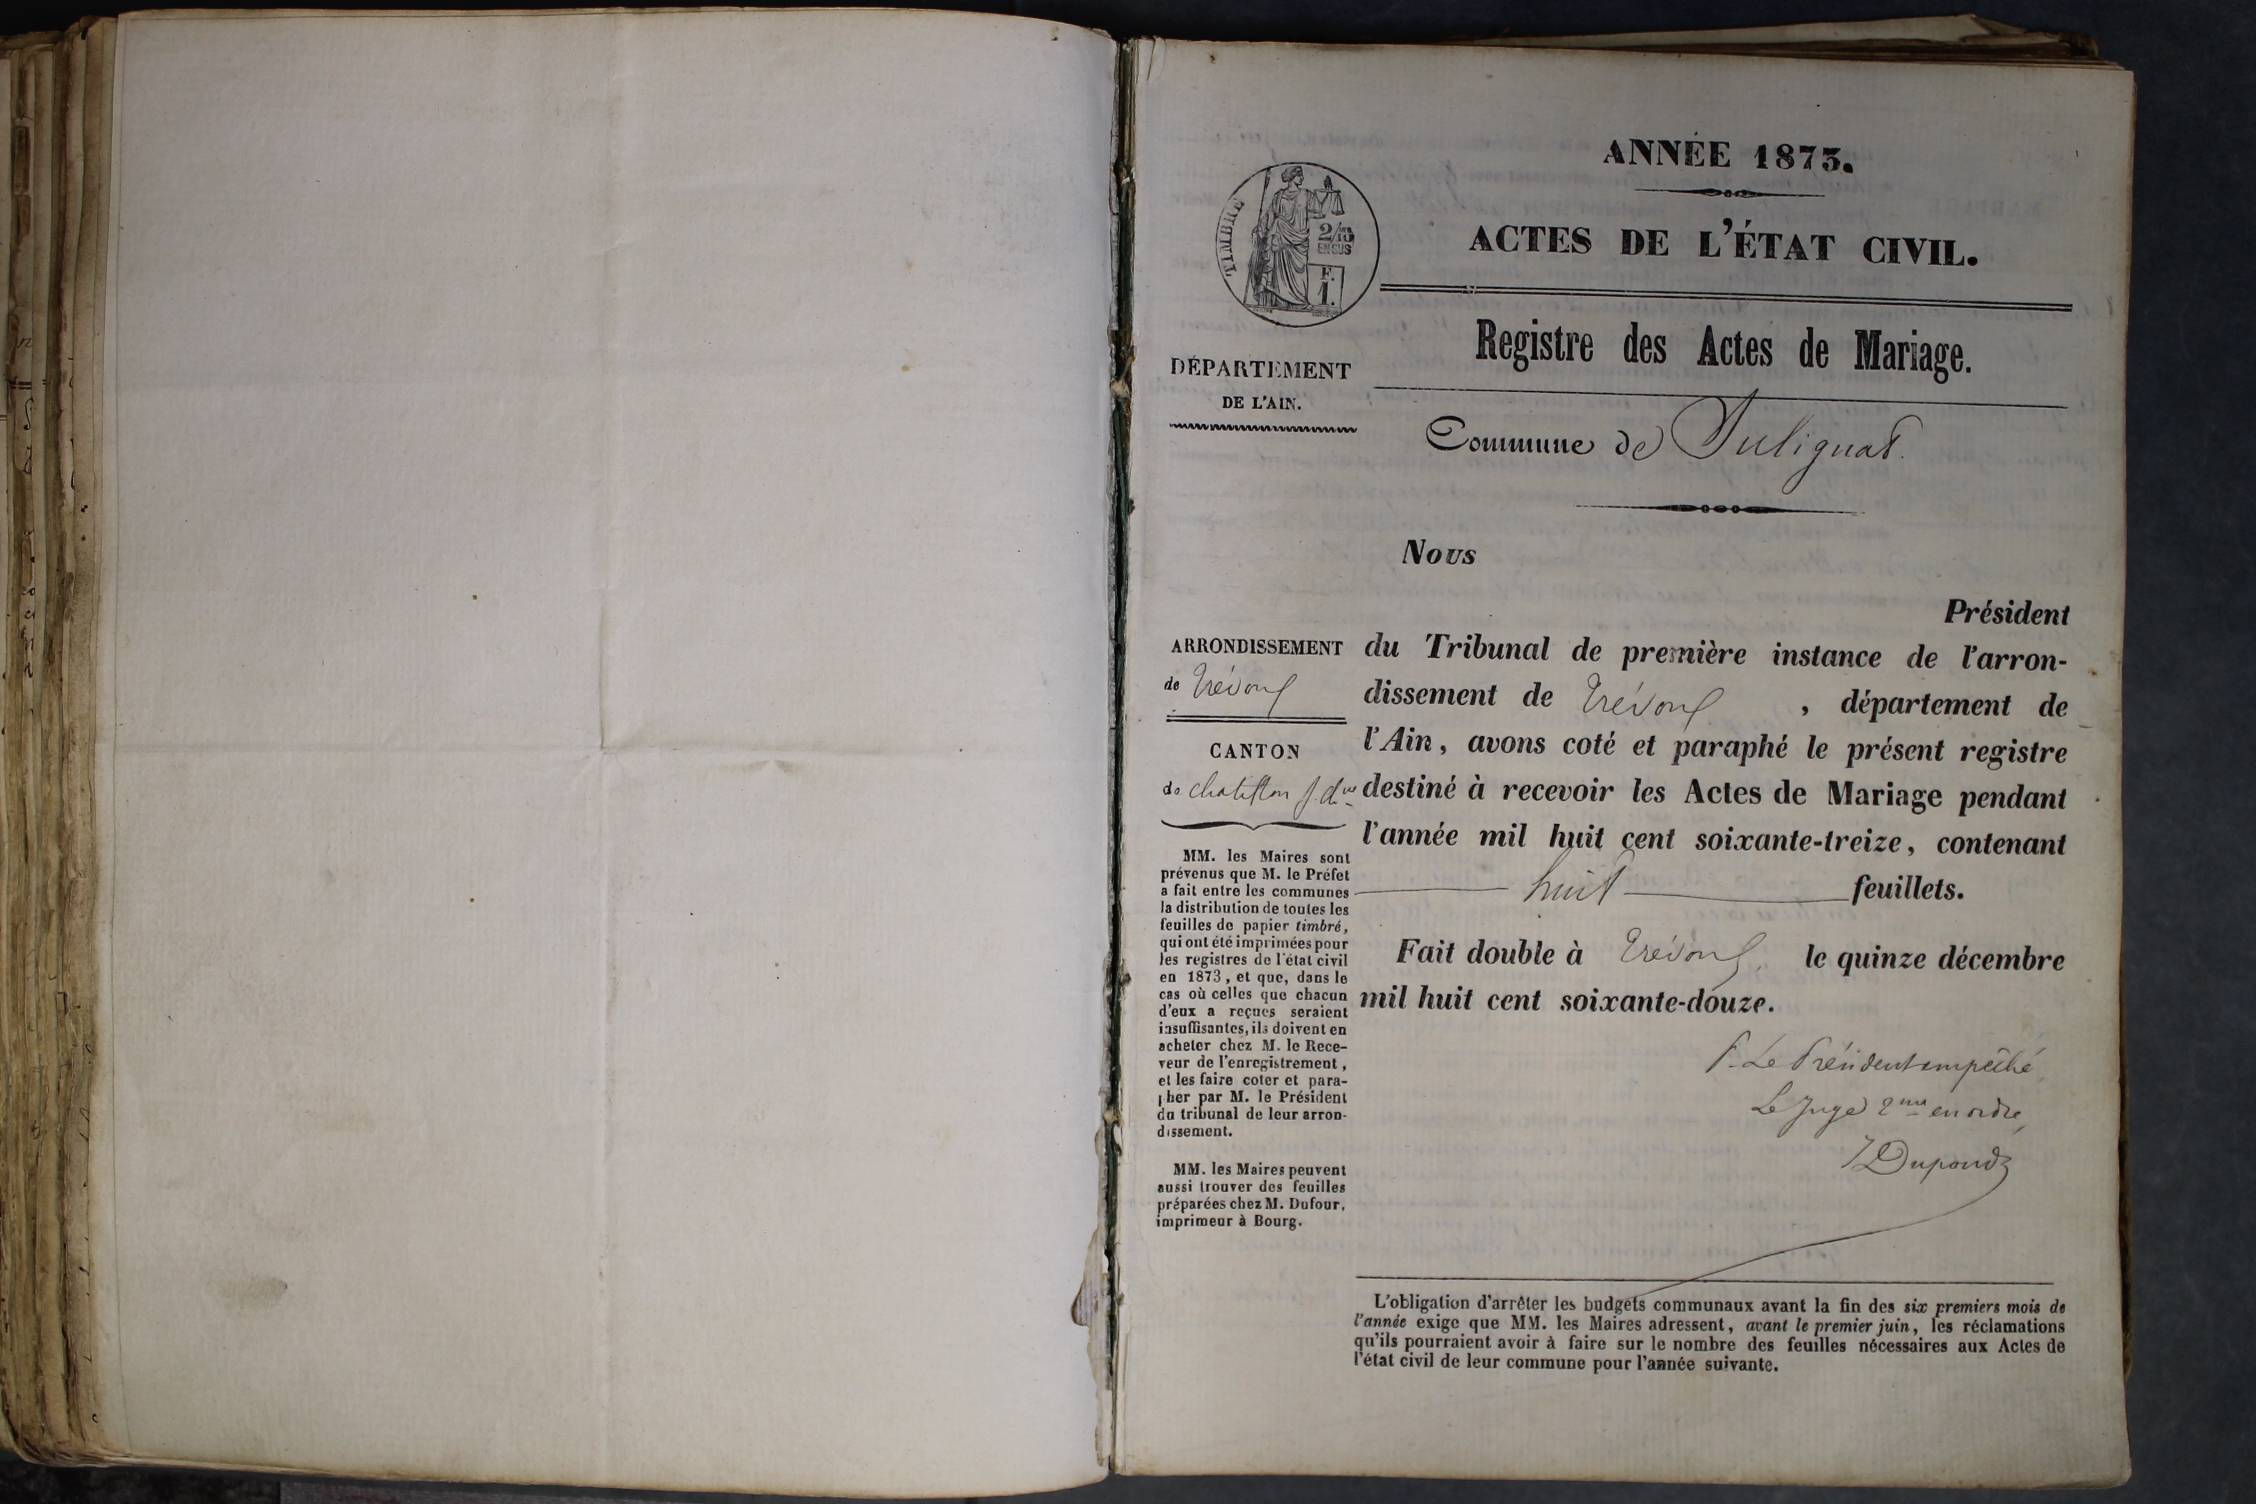 ANNÉE 1873.
ACTES DE L'ÉTAT CIVIL.
TIMBRE
2/10
EN SUS
F.
1.
Registre des Actes de Mariage.
DÉPARTEMENT
DE L'AIN.
Commune de Sulignat.
Nous
Président
du Tribunal de première instance de l'arron-
dissement de Trévoux , département de
l'Ain, avons coté et paraphé le présent registre
destiné à recevoir les Actes de Mariage pendant
l'année mil huit cent soixante-treize, contenant
huit feuillets.
Fait double à Trévoux, le quinze décembre
mil huit cent soixante-douze.
P. Le Président empêché,
Le Juge 2me en ordre,
Dupond
ARRONDISSEMENT
de Trévoux
CANTON
de Chatillon s. d.
MM. les Maires sont
prévenus que M. le Préfet
a fait entre les communes
la distribution de toutes les
feuilles de papier timbré,
qui ont été imprimées pour
les registres de l'état civil
en 1873, et que, dans le
cas où celles que chacun
d'eux a reçues seraient
insuffisantes, ils doivent en
acheter chez M. le Rece-
veur de l'enregistrement,
et les faire coter et para-
pher par M. le Président
du tribunal de leur arron-
dissement.
MM. les Maires peuvent
aussi trouver des feuilles
préparées chez M. Dufour,
imprimeur à Bourg.
L'obligation d'arrêter les budgets communaux avant la fin des six premiers mois de
l'année exige que MM. les Maires adressent, avant le premier juin, les réclamations
qu'ils pourraient avoir à faire sur le nombre des feuilles nécessaires aux Actes de
l'état civil de leur commune pour l'année suivante.